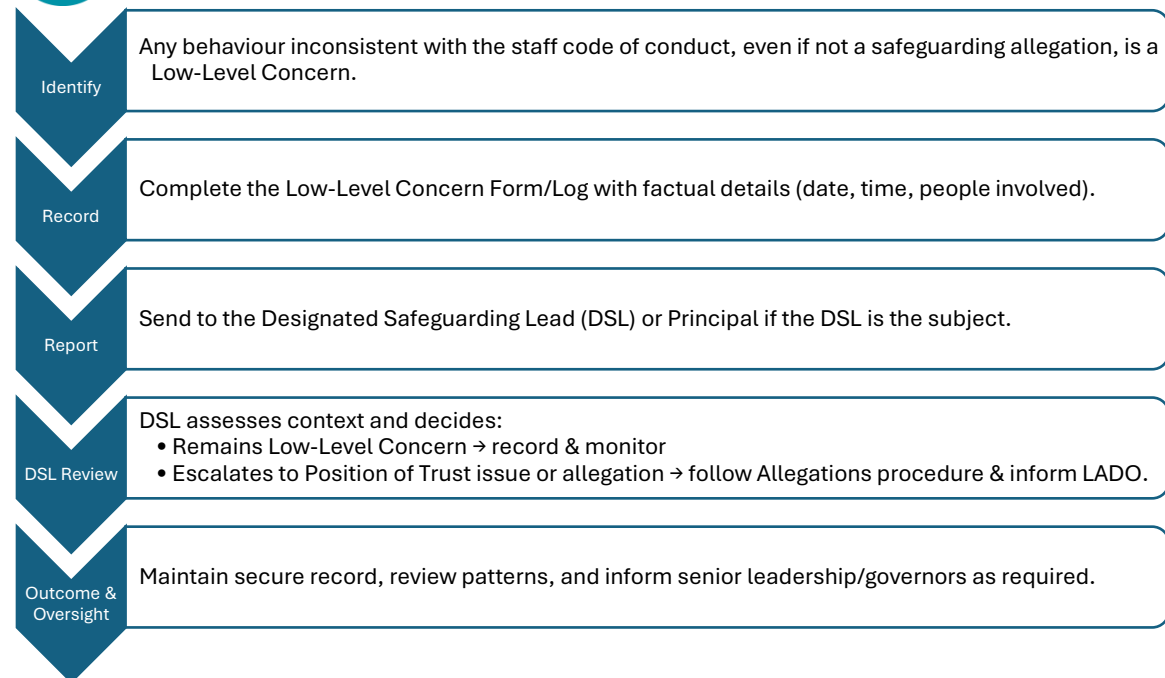 Identify
Any behaviour inconsistent with the staff code of conduct, even if not a safeguarding allegation, is a
Low-Level Concern.
Record
Complete the Low-Level Concern Form/Log with factual details (date, time, people involved).
Report
Send to the Designated Safeguarding Lead (DSL) or Principal if the DSL is the subject.
DSL Review
DSL assesses context and decides:
• Remains Low-Level Concern → record & monitor
• Escalates to Position of Trust issue or allegation → follow Allegations procedure & inform LADO.
Outcome &
Oversight
Maintain secure record, review patterns, and inform senior leadership/governors as required.